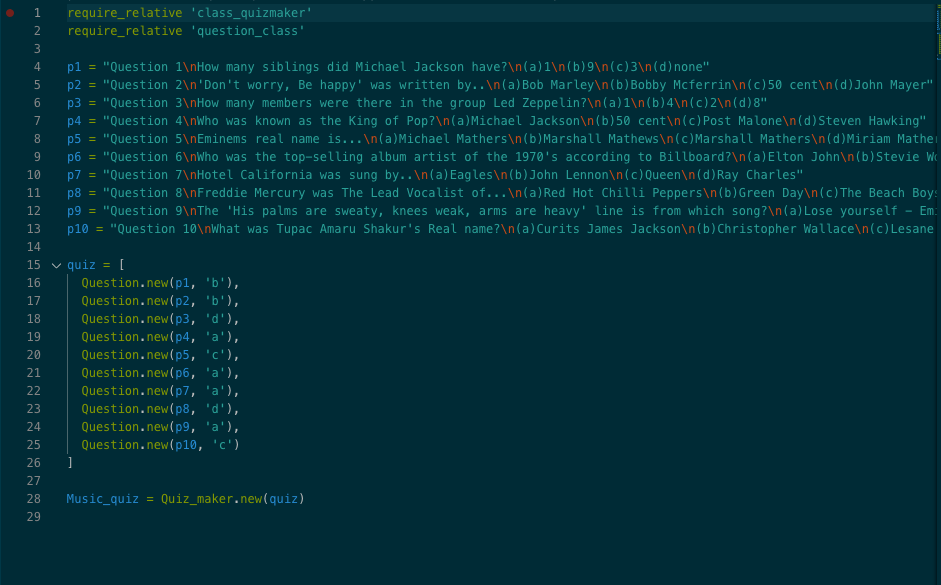 1 require_relative 'class_quizmaker'
2 require_relative 'question_class'
3
4 p1 = "Question 1\nHow many siblings did Michael Jackson have?\n(a)1\n(b)9\n(c)3\n(d)none"
5 p2 = "Question 2\n'Don't worry, Be happy' was written by..\n(a)Bob Marley\n(b)Bobby Mcferrin\n(c)50 cent\n(d)John Mayer"
6 p3 = "Question 3\nHow many members were there in the group Led Zeppelin?\n(a)1\n(b)4\n(c)2\n(d)8"
7 p4 = "Question 4\nWho was known as the King of Pop?\n(a)Michael Jackson\n(b)50 cent\n(c)Post Malone\n(d)Steven Hawking"
8 p5 = "Question 5\nEminems real name is...\n(a)Michael Mathers\n(b)Marshall Mathews\n(c)Marshall Mathers\n(d)Miriam Mathe
9 p6 = "Question 6\nWho was the top-selling album artist of the 1970's according to Billboard?\n(a)Elton John\n(b)Stevie Wo
10 p7 = "Question 7\nHotel California was sung by..\n(a)Eagles\n(b)John Lennon\n(c)Queen\n(d)Ray Charles"
11 p8 = "Question 8\nFreddie Mercury was The Lead Vocalist of...\n(a)Red Hot Chilli Peppers\n(b)Green Day\n(c)The Beach Boys
12 p9 = "Question 9\nThe 'His palms are sweaty, knees weak, arms are heavy' line is from which song?\n(a)Lose yourself - Emi
13 p10 = "Question 10\nWhat was Tupac Amaru Shakur's Real name?\n(a)Curits James Jackson\n(b)Christopher Wallace\n(c)Lesane
14
15 quiz = [
16 Question.new(p1, 'b'),
17 Question.new(p2, 'b'),
18 Question.new(p3, 'd'),
19 Question.new(p4, 'a'),
20 Question.new(p5, 'c'),
21 Question.new(p6, 'a'),
22 Question.new(p7, 'a'),
23 Question.new(p8, 'd'),
24 Question.new(p9, 'a'),
25 Question.new(p10, 'c')
26 ]
27
28 Music_quiz = Quiz_maker.new(quiz)
29